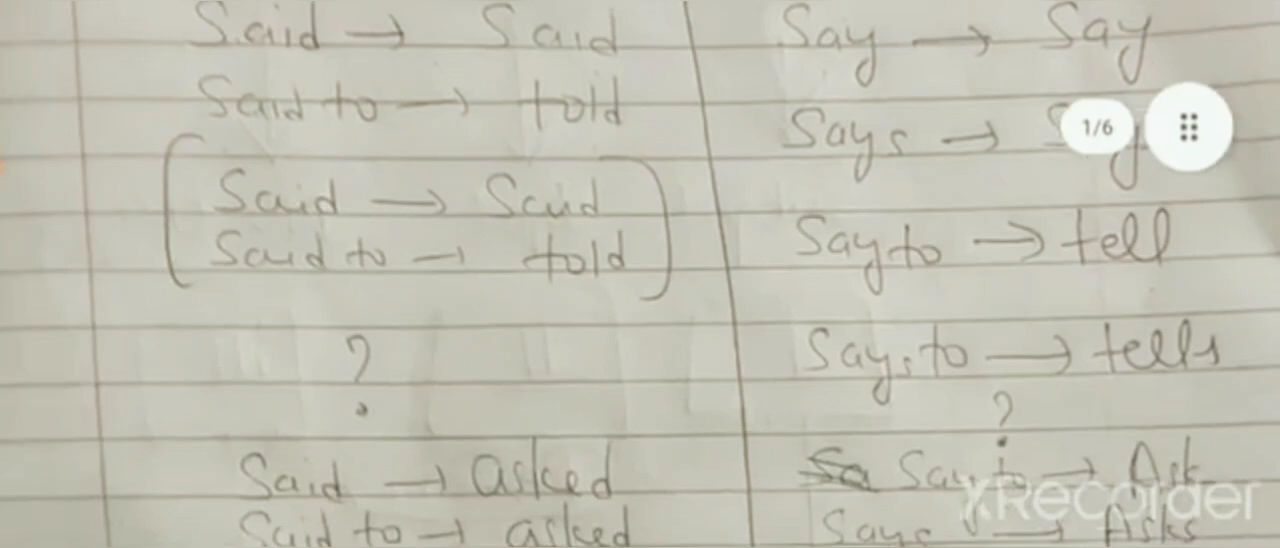 Said → Said
Said to → told
Said → Said
Said to → told
?
Said → asked
Said to → asked
Say → Say
Says →
1/6
Say to → tell
Says to → tells
?
Say to → Ask
Says → Asks
XRecorder